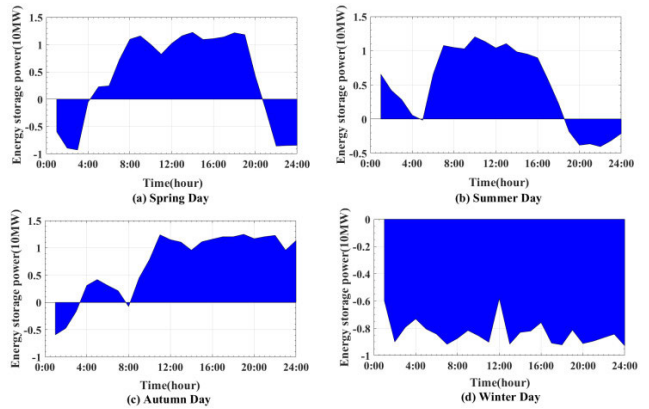 Energy storage power(10MW)
1.5
1
0.5
0
-0.5
-1
0:00 4:00 8:00 12:00 16:00 20:00 24:00
Time(hour)
(a) Spring Day
Energy storage power(10MW)
1.5
1
0.5
0
-0.5
0:00 4:00 8:00 12:00 16:00 20:00 24:00
Time(hour)
(b) Summer Day
Energy storage power(10MW)
1.5
1
0.5
0
-0.5
-1
0:00 4:00 8:00 12:00 16:00 20:00 24:00
Time(hour)
(c) Autumn Day
Energy storage power(10MW)
0
-0.2
-0.4
-0.6
-0.8
-1
0:00 4:00 8:00 12:00 16:00 20:00 24:00
Time(hour)
(d) Winter Day